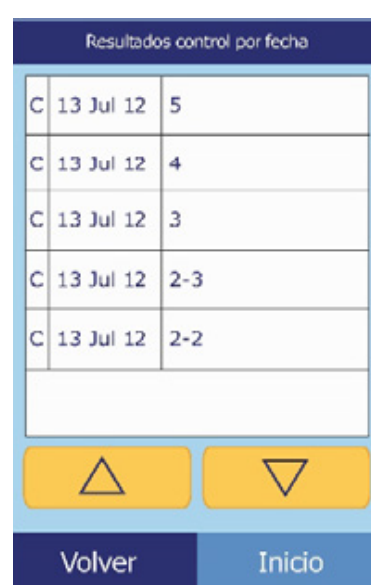 Resultados control por fecha
C 13 Jul 12 5
C 13 Jul 12 4
C 13 Jul 12 3
C 13 Jul 12 2-3
C 13 Jul 12 2-2
Volver Inicio